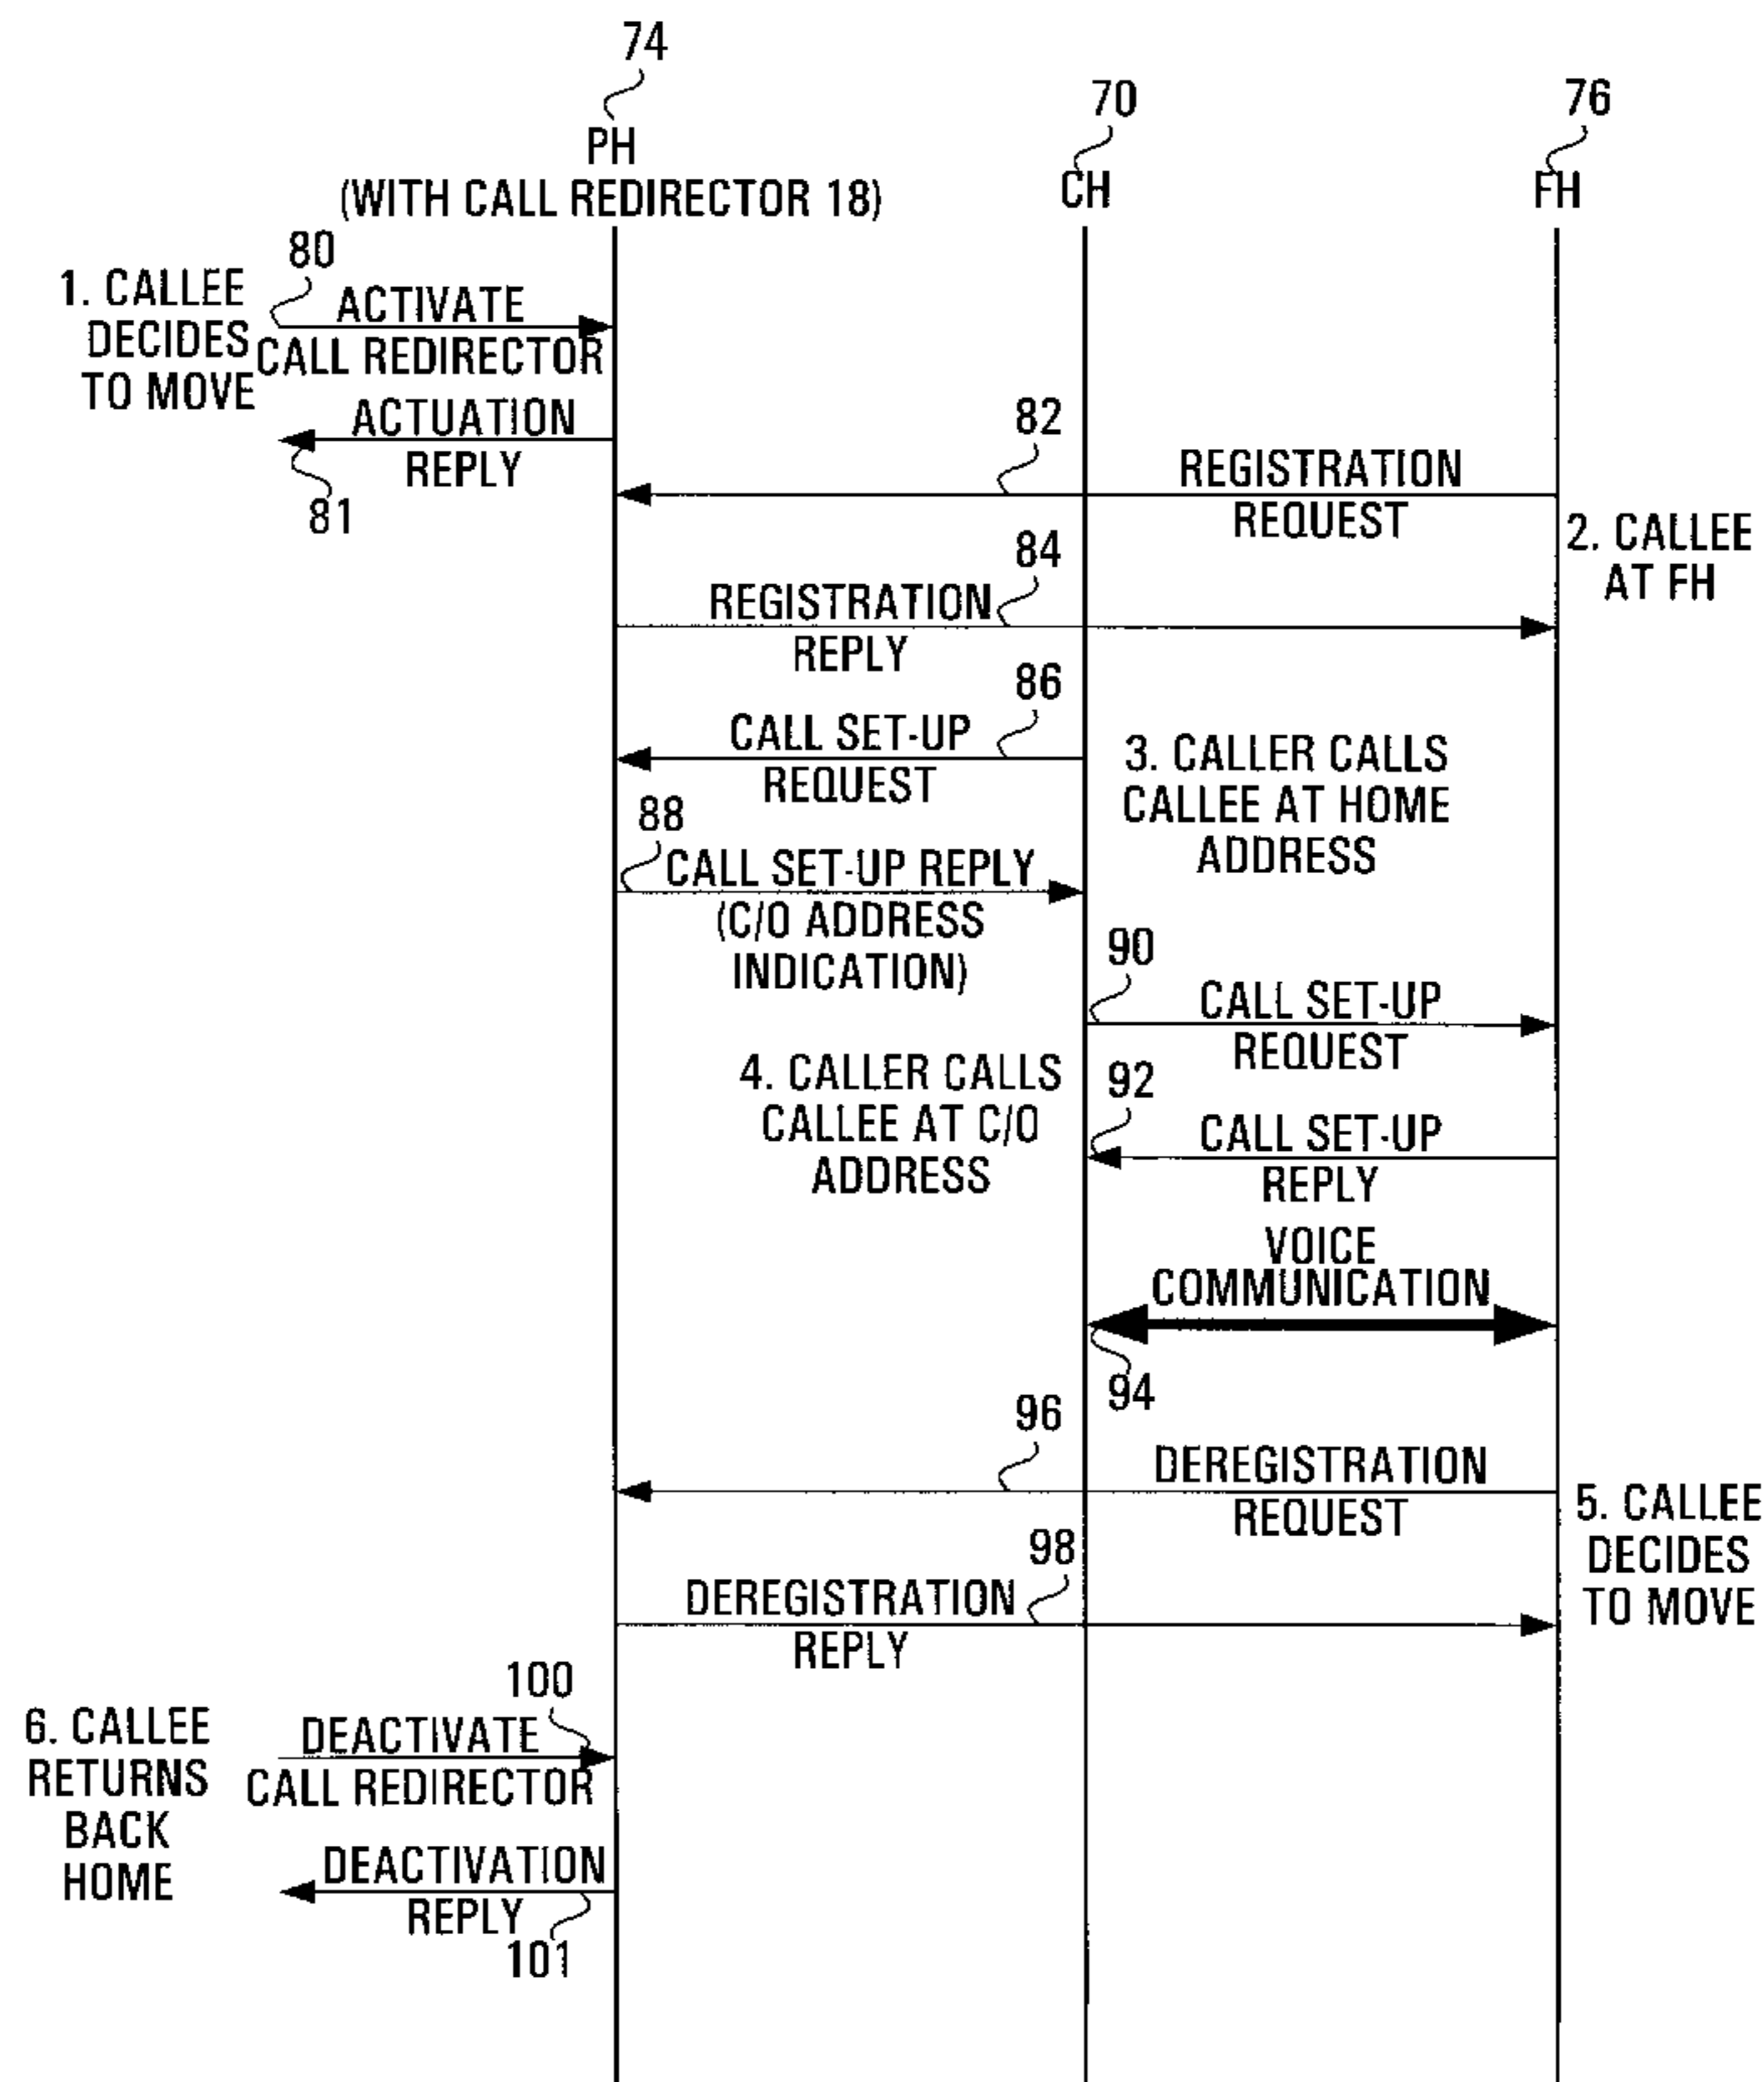 74
PH
(WITH CALL REDIRECTOR 18)
70
CH
76
FH
1. CALLEE
DECIDES
TO MOVE
80
ACTIVATE
CALL REDIRECTOR
ACTUATION
REPLY
81
82
REGISTRATION
REQUEST
2. CALLEE
AT FH
84
REGISTRATION
REPLY
86
CALL SET-UP
REQUEST
3. CALLER CALLS
CALLEE AT HOME
ADDRESS
88
CALL SET-UP REPLY
(C/O ADDRESS
INDICATION)
90
CALL SET-UP
REQUEST
4. CALLER CALLS
CALLEE AT C/O
ADDRESS
92
CALL SET-UP
REPLY
VOICE
COMMUNICATION
94
96
DEREGISTRATION
REQUEST
5. CALLEE
DECIDES
TO MOVE
98
DEREGISTRATION
REPLY
6. CALLEE
RETURNS
BACK
HOME
100
DEACTIVATE
CALL REDIRECTOR
DEACTIVATION
REPLY
101